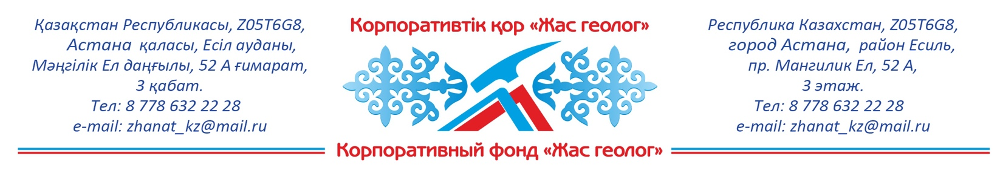 Қазақстан Республикасы, Z05T6G8,
Астана қаласы, Есіл ауданы,
Мәңгілік Ел даңғылы, 52 А ғимарат,
3 қабат.
Тел: 8 778 632 22 28
e-mail: zhanat_kz@mail.ru
Корпоративтік қор «Жас геолог»
Корпоративный фонд «Жас геолог»
Республика Казахстан, Z05T6G8,
город Астана, район Есиль,
пр. Мангилик Ел, 52 А,
3 этаж.
Тел: 8 778 632 22 28
e-mail: zhanat_kz@mail.ru